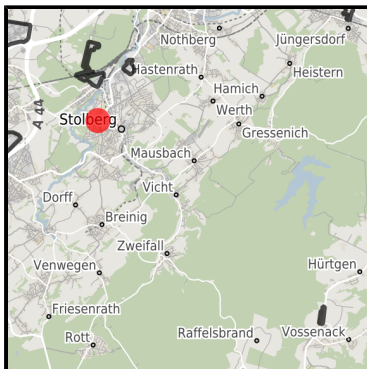 Nothberg
Jüngersdorf
Hastenrath
Heistern
Hamich
A 44
Werth
Stolberg
Gressenich
Mausbach
Vicht
Dorff
Breinig
Zweifall
Venwegen
Hürtgen
Friesenrath
Raffelsbrand
Vossenack
Rott